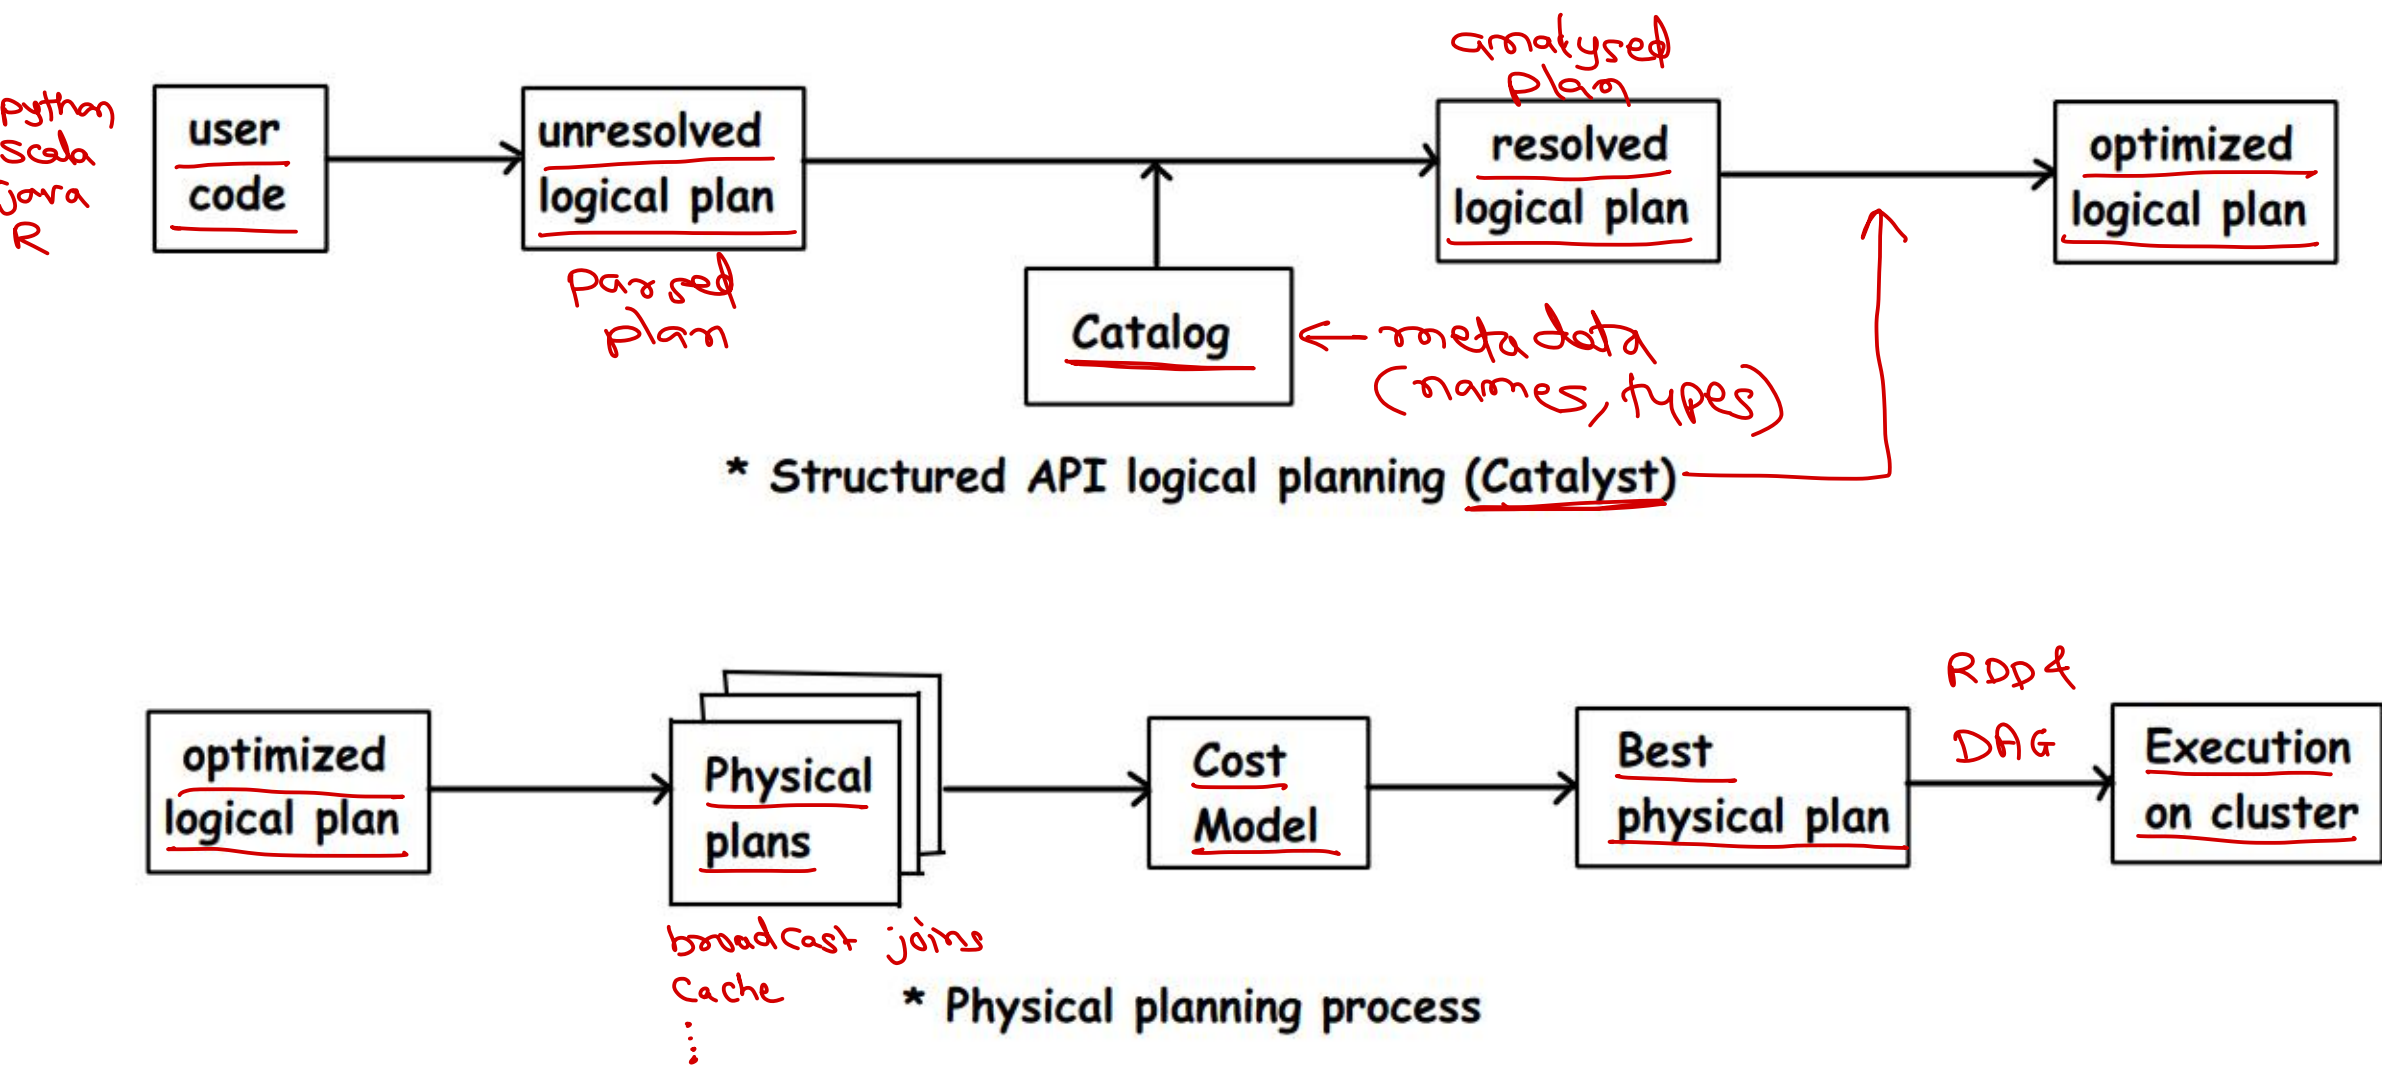 analysed
plan
python
scala
java
R
user
code
unresolved
logical plan
resolved
logical plan
optimized
logical plan
parsed
plan
Catalog
metadata
(names, types)
* Structured API logical planning (Catalyst)
RDD &
DAG
optimized
logical plan
Physical
plans
Cost
Model
Best
physical plan
Execution
on cluster
broadcast joins
cache
* Physical planning process